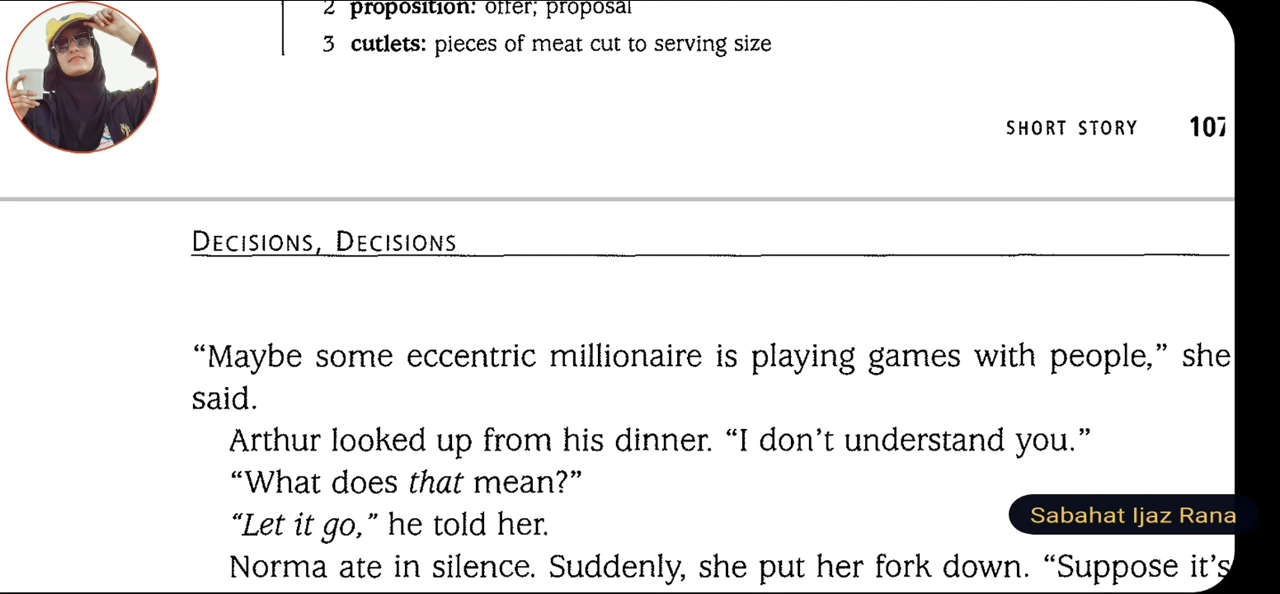 2 proposition: offer; proposal
3 cutlets: pieces of meat cut to serving size
SHORT STORY 107
DECISIONS, DECISIONS
“Maybe some eccentric millionaire is playing games with people,” she
said.
Arthur looked up from his dinner. “I don’t understand you.”
“What does that mean?”
“Let it go,” he told her.
Sabahat Ijaz Rana
Norma ate in silence. Suddenly, she put her fork down. “Suppose it’s